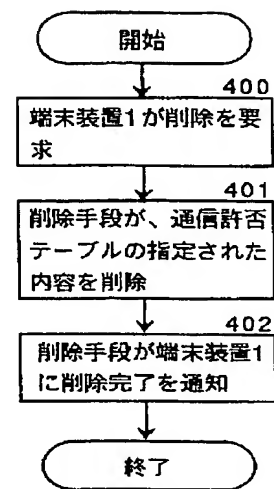 開始
400
端末装置1が削除を要
求
401
削除手段が、通信許否
テーブルの指定された
内容を削除
402
削除手段が端末装置1
に削除完了を通知
終了